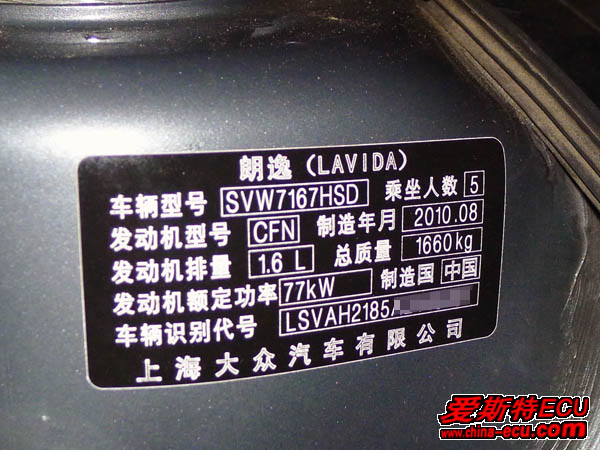 朗逸 (LAVIDA)
车辆型号 SVW7167HSD 乘坐人数 5
发动机型号 CFN 制造年月 2010.08
发动机排量 1.6 L 总质量 1660kg
发动机额定功率 77kW 制造国 中国
车辆识别代号 LSVAH2185
上海大众汽车有限公司
爱斯特ECU
www.china-ecu.com